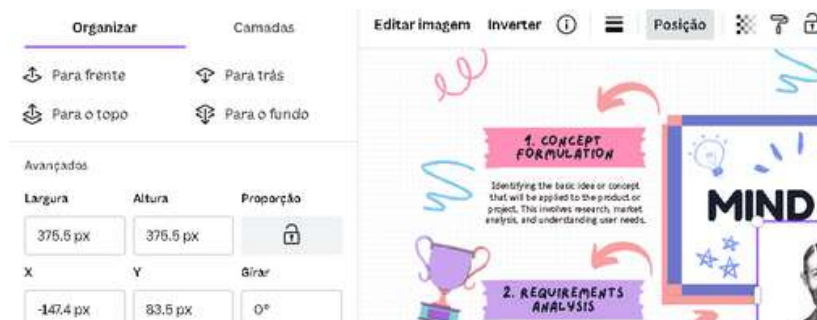 Organizar
Camadas
Para frente
Para trás
Para o topo
Para o fundo
Avançados
Largura
Altura
Proporção
375.5 px
375.5 px
X
Y
Girar
-147.4 px
83.5 px
0°
Editar imagem
Inverter
Posição
1. CONCEPT
FORMULATION
Identifying the basic idea or concept
that will be applied to the product or
project. This involves research, market
analysis, and understanding user needs.
MIND
2. REQUIREMENTS
ANALYSIS